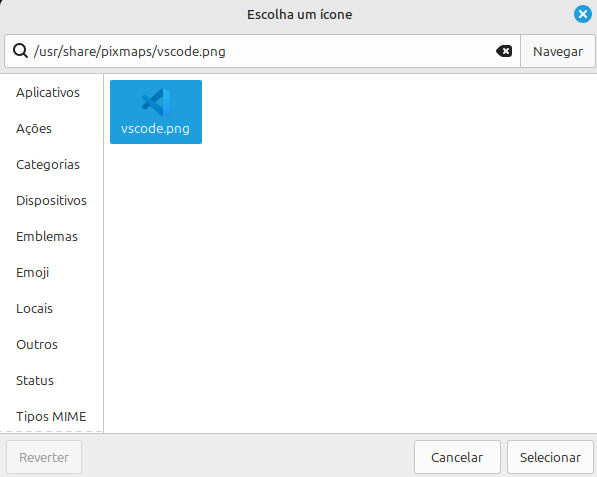 Escolha um ícone
/usr/share/pixmaps/vscode.png
Navegar
Aplicativos
Ações
Categorias
Dispositivos
Emblemas
Emoji
Locais
Outros
Status
Tipos MIME
vscode.png
Reverter
Cancelar
Selecionar